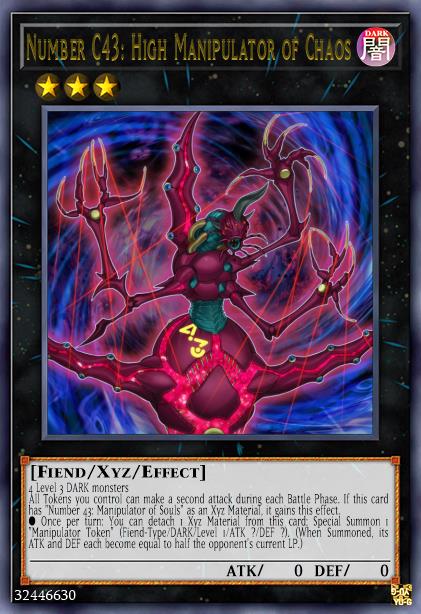 Number C43: High Manipulator of Chaos
DARK
闇
43
[Fiend/Xyz/Effect]
4 Level 3 DARK monsters
All Tokens you control can make a second attack during each Battle Phase. If this card
has "Number 43: Manipulator of Souls" as an Xyz Material, it gains this effect.
● Once per turn: You can detach 1 Xyz Material from this card; Special Summon 1
"Manipulator Token" (Fiend-Type/DARK/Level 1/ATK ?/DEF ?). (When Summoned, its
ATK and DEF each become equal to half the opponent's current LP.)
ATK/ 0 DEF/ 0
32446630